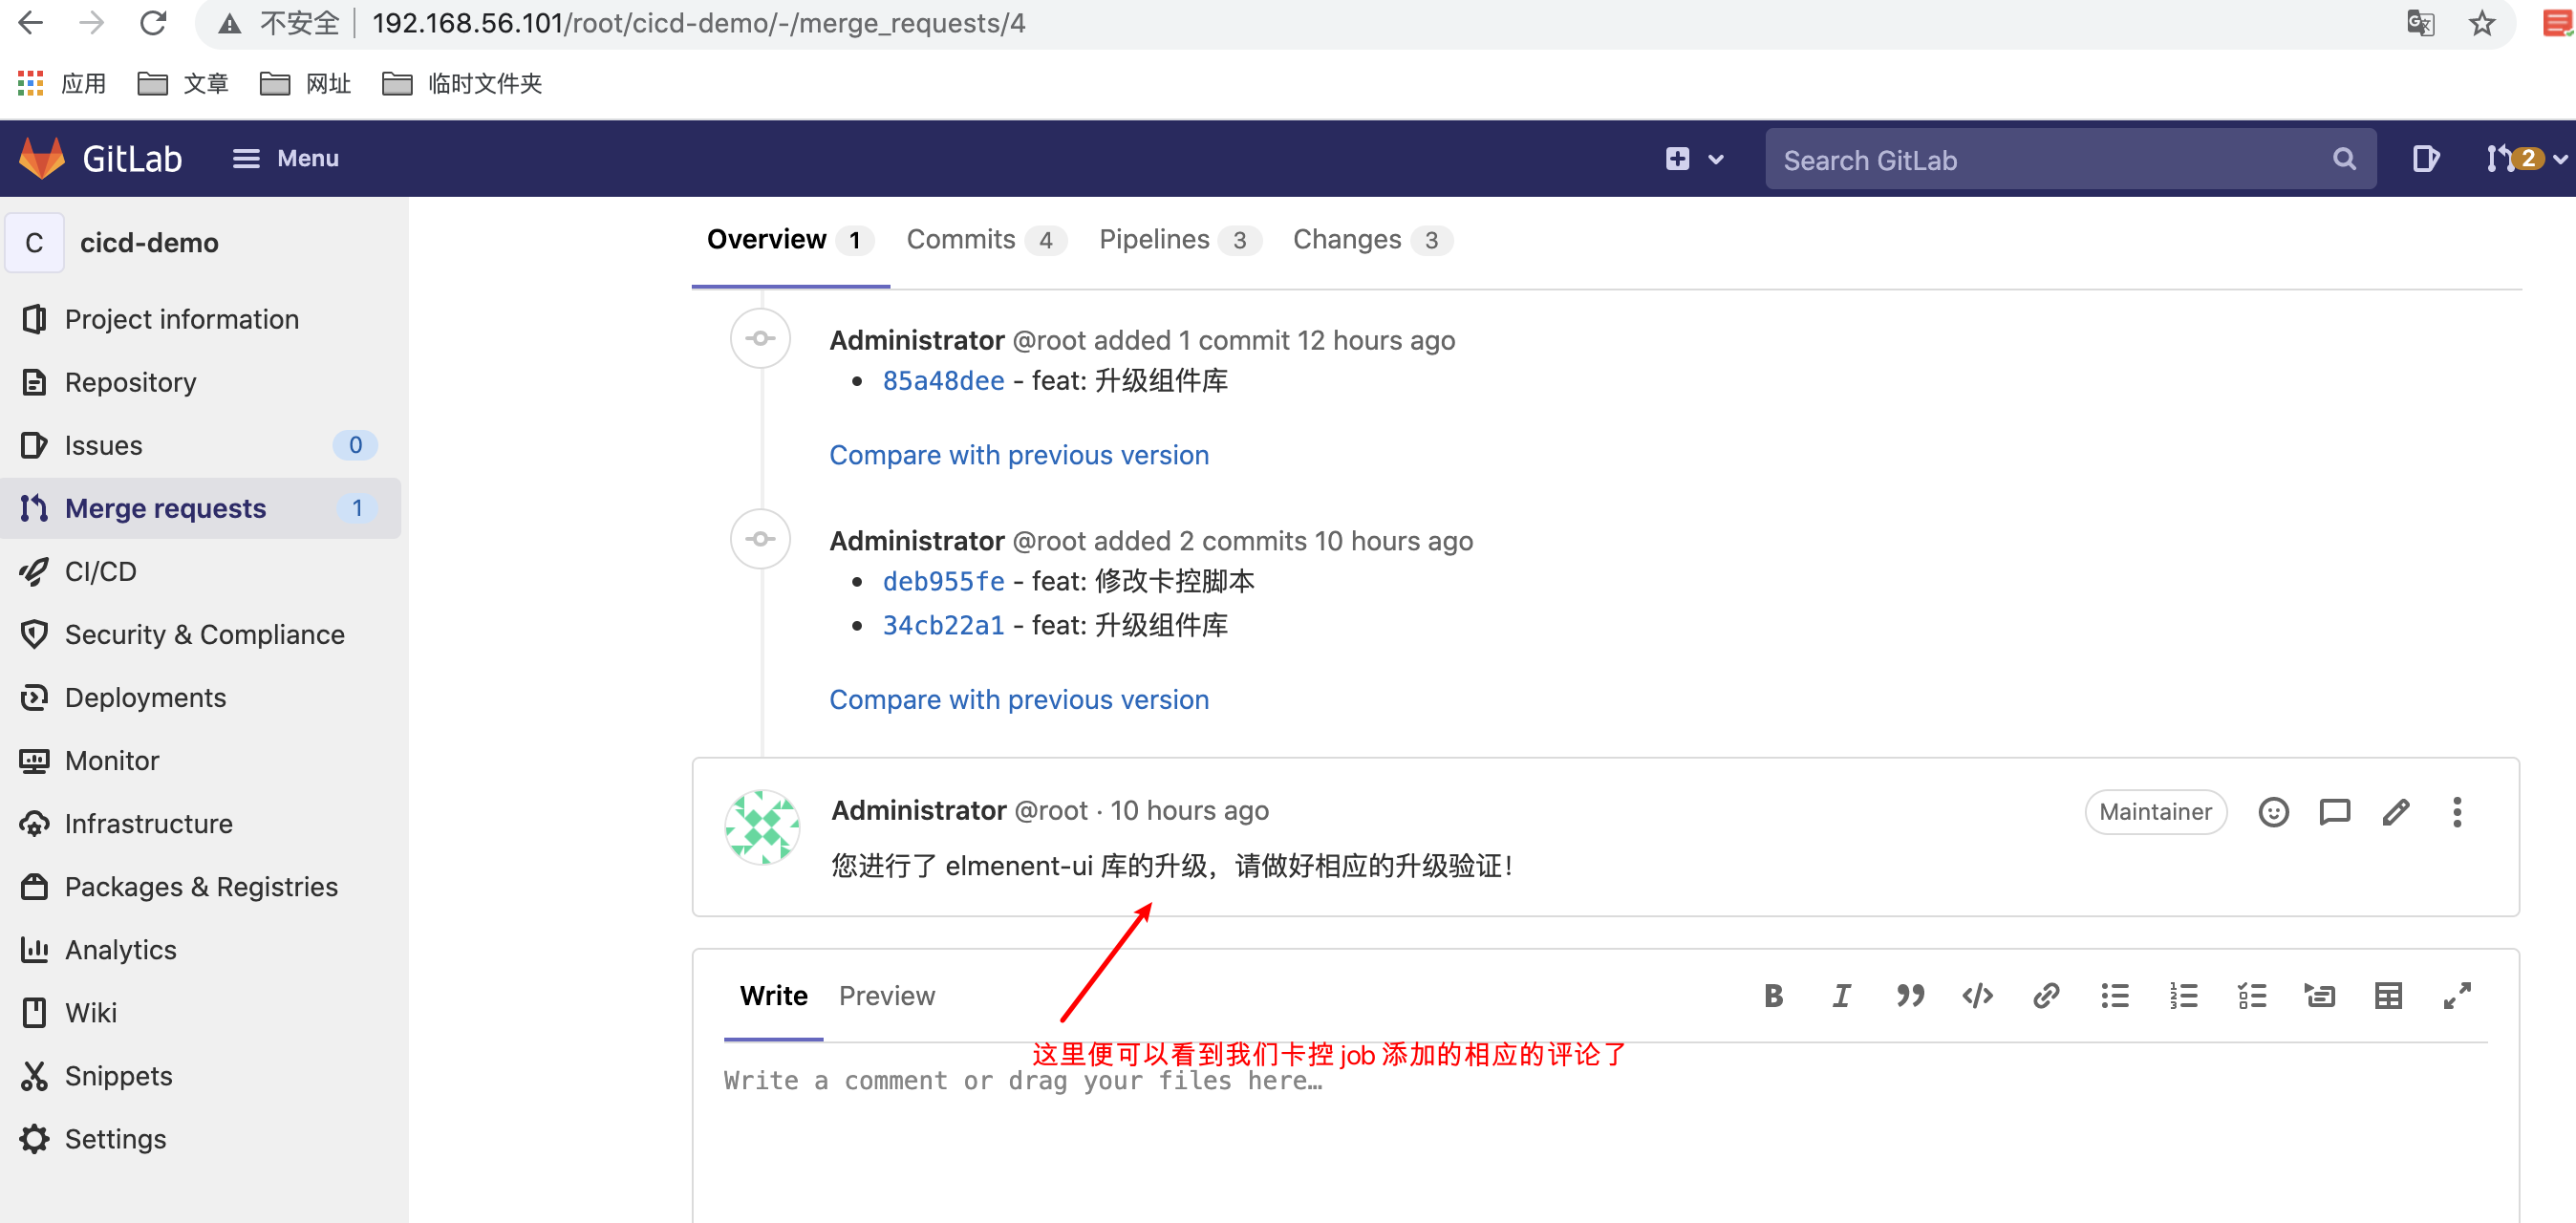 不安全 192.168.56.101/root/cicd-demo/-/merge_requests/4
应用 文章 网址 临时文件夹
GitLab Menu Search GitLab 2
C cicd-demo
Project information
Repository
Issues 0
Merge requests 1
CI/CD
Security & Compliance
Deployments
Monitor
Infrastructure
Packages & Registries
Analytics
Wiki
Snippets
Settings
Overview 1 Commits 4 Pipelines 3 Changes 3
Administrator @root added 1 commit 12 hours ago
85a48dee - feat: 升级组件库
Compare with previous version
Administrator @root added 2 commits 10 hours ago
deb955fe - feat: 修改卡控脚本
34cb22a1 - feat: 升级组件库
Compare with previous version
Administrator @root · 10 hours ago Maintainer
您进行了 elmenent-ui 库的升级，请做好相应的升级验证！
Write Preview
这里便可以看到我们卡控 job 添加的相应的评论了
Write a comment or drag your files here…